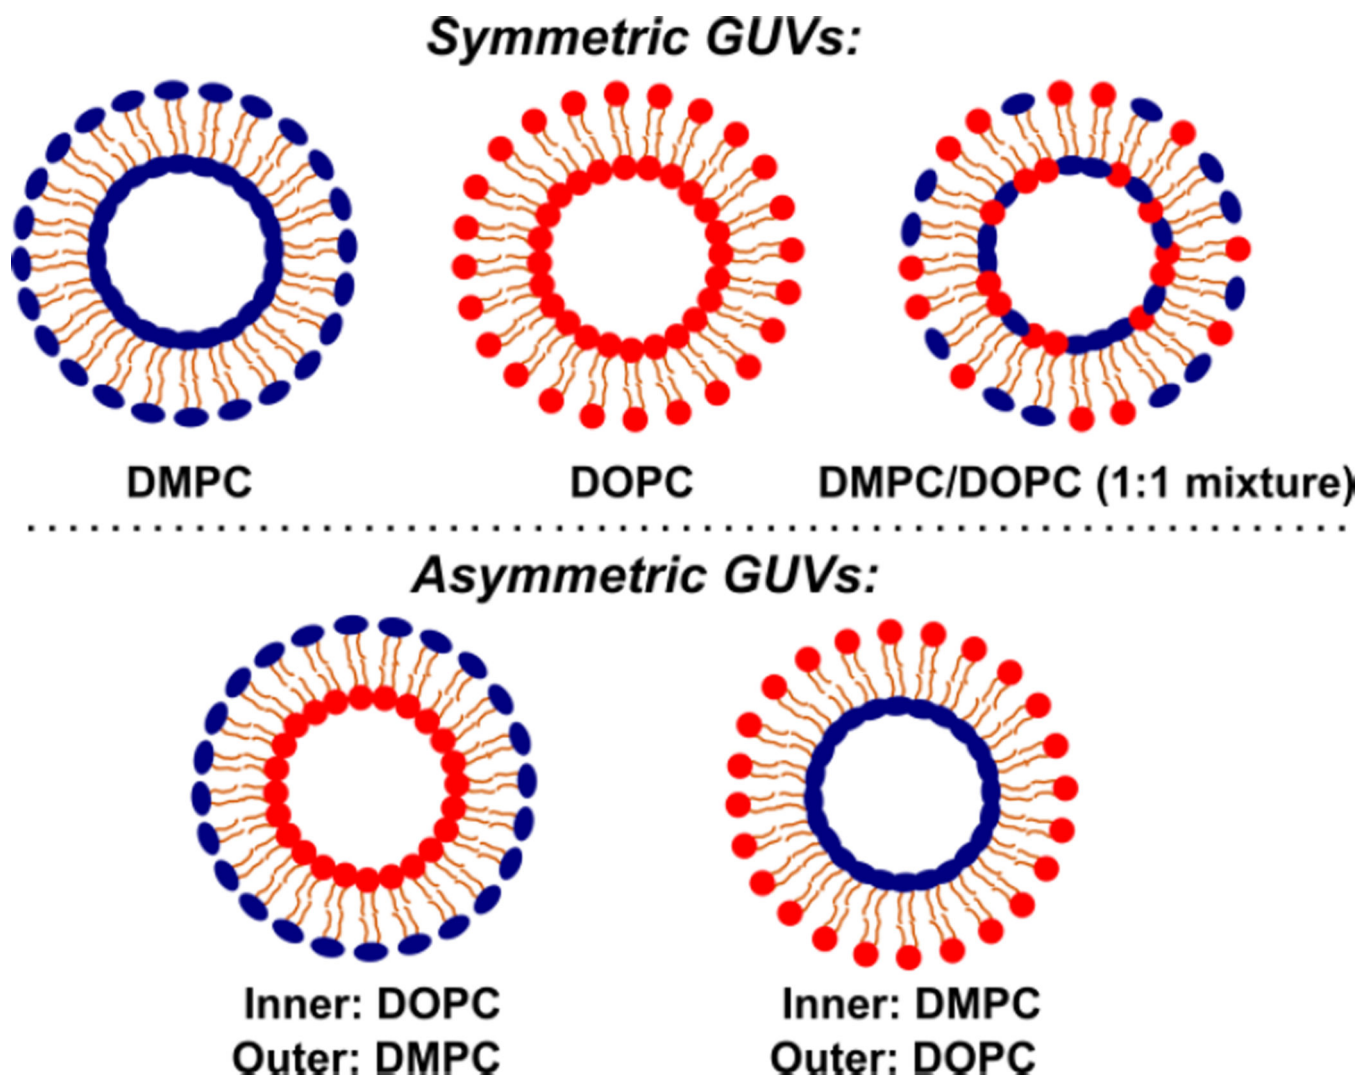 Symmetric GUVs:
DMPC
DOPC
DMPC/DOPC (1:1 mixture)
Asymmetric GUVs:
Inner: DOPC
Outer: DMPC
Inner: DMPC
Outer: DOPC